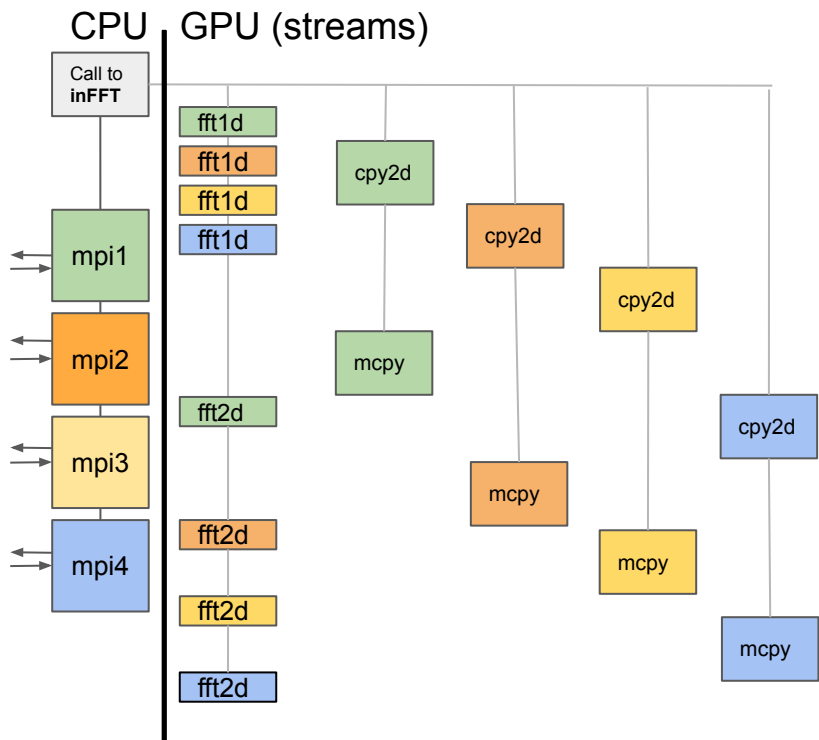 CPU
GPU (streams)
Call to
inFFT
fft1d
fft1d
fft1d
fft1d
cpy2d
cpy2d
cpy2d
cpy2d
mpi1
mpi2
mpi3
mpi4
mcpy
mcpy
mcpy
mcpy
fft2d
fft2d
fft2d
fft2d